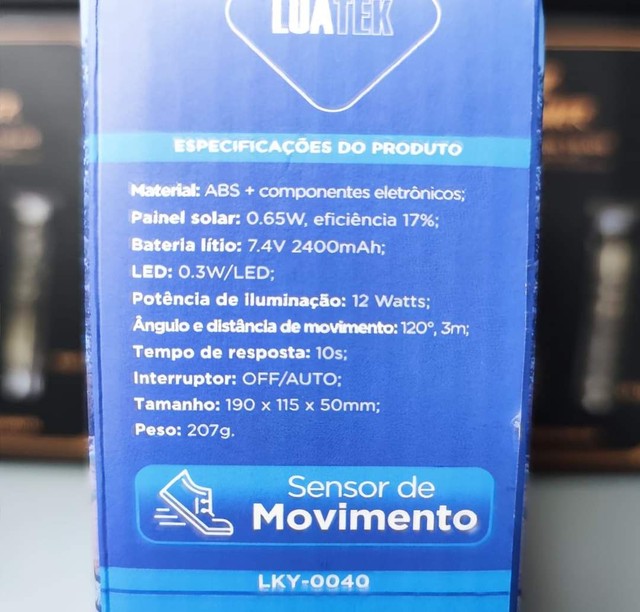 LUATEK
ESPECIFICAÇÕES DO PRODUTO
Material: ABS + componentes eletrônicos;
Painel solar: 0.65W, eficiência 17%;
Bateria lítio: 7.4V 2400mAh;
LED: 0.3W/LED;
Potência de iluminação: 12 Watts;
Ângulo e distância de movimento: 120°, 3m;
Tempo de resposta: 10s;
Interruptor: OFF/AUTO;
Tamanho: 190 x 115 x 50mm;
Peso: 207g.
Sensor de
Movimento
LKY-0040